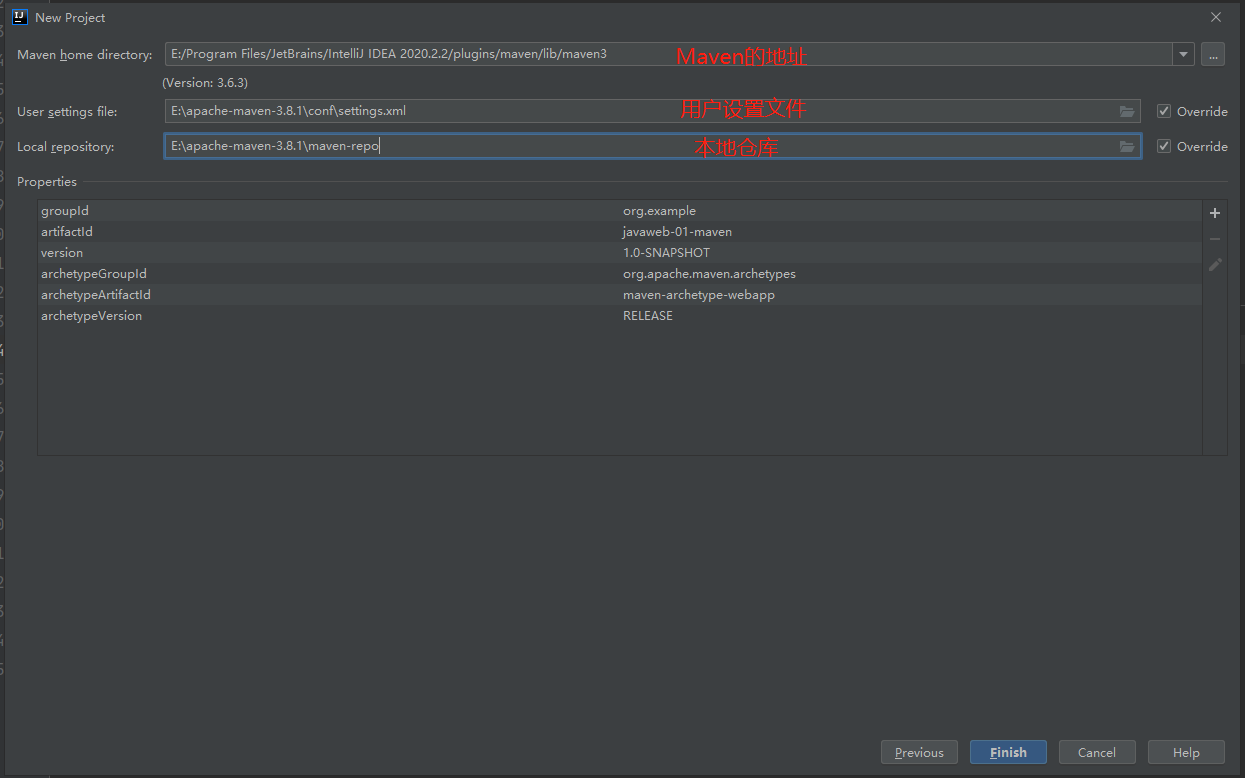 New Project
Maven home directory: E:/Program Files/JetBrains/IntelliJ IDEA 2020.2.2/plugins/maven/lib/maven3 Maven的地址 ...
(Version: 3.6.3)
User settings file: E:\apache-maven-3.8.1\conf\settings.xml 用户设置文件 Override
Local repository: E:\apache-maven-3.8.1\maven-repo 本地仓库 Override
Properties
groupId org.example
artifactId javaweb-01-maven
version 1.0-SNAPSHOT
archetypeGroupId org.apache.maven.archetypes
archetypeArtifactId maven-archetype-webapp
archetypeVersion RELEASE
Previous Finish Cancel Help